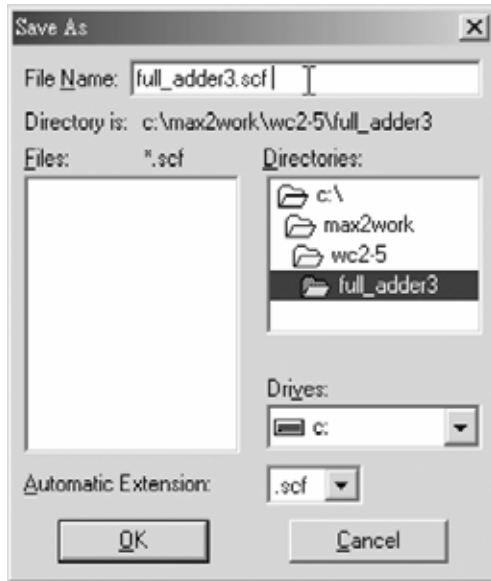 Save As
File Name: full_adder3.scf
Directory is: c:\max2work\wc2-5\full_adder3
Files: *.scf Directories:
c:\
max2work
wc2-5
full_adder3
Drives:
c:
Automatic Extension: .scf
OK Cancel